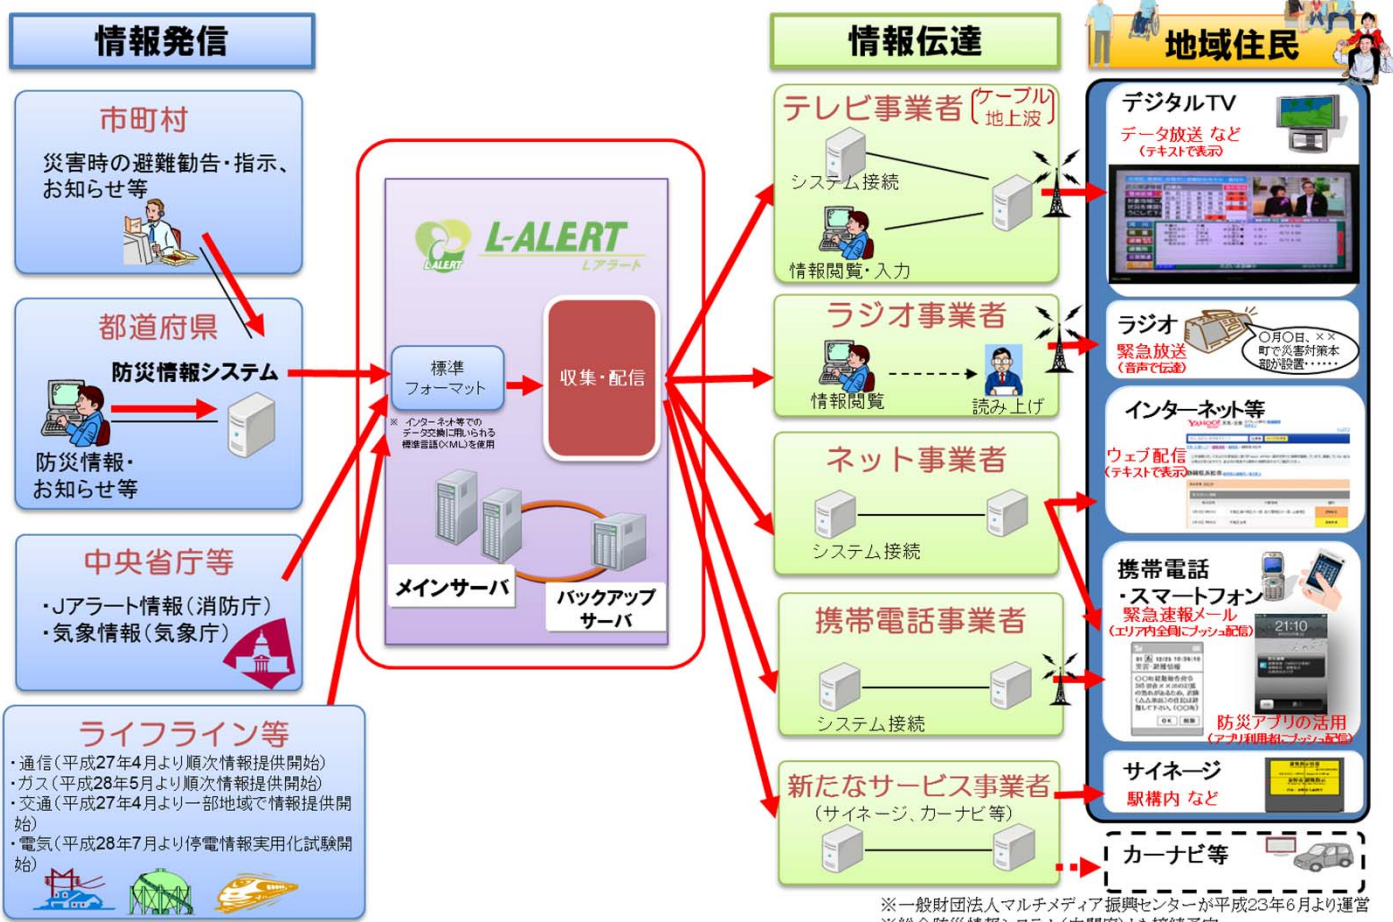 情報発信
情報伝達
地域住民
市町村
災害時の避難勧告・指示、
お知らせ等
都道府県
防災情報システム
防災情報・
お知らせ等
中央省庁等
・Jアラート情報(消防庁)
・気象情報(気象庁)
ライフライン等
・通信(平成27年4月より順次情報提供開始)
・ガス(平成28年5月より順次情報提供開始)
・交通(平成27年4月より一部地域で情報提供開
始)
・電気(平成28年7月より停電情報実用化試験開
始)
L-ALERT
L-ALERT
Lアラート
標準
フォーマット
収集・配信
※ インターネット等での
データ交換に用いられる
標準言語(XML)を使用
メインサーバ
バックアップ
サーバ
テレビ事業者
ケーブル
地上波
システム接続
情報閲覧・入力
ラジオ事業者
情報閲覧
読み上げ
ネット事業者
システム接続
携帯電話事業者
システム接続
新たなサービス事業者
(サイネージ、カーナビ等)
デジタルTV
データ放送 など
(テキストで表示)
ラジオ
緊急放送
(音声で伝達)
〇月〇日、××
町で災害対策本
部が設置・・・・・・
インターネット等
YAHOO!
ウェブ配信
(テキストで表示)
携帯電話
・スマートフォン
緊急速報メール
(エリア内全員にプッシュ配信)
21:10
防災アプリの活用
(アプリ利用者にプッシュ配信)
サイネージ
駅構内 など
カーナビ等
※一般財団法人マルチメディア振興センターが平成23年6月より運営